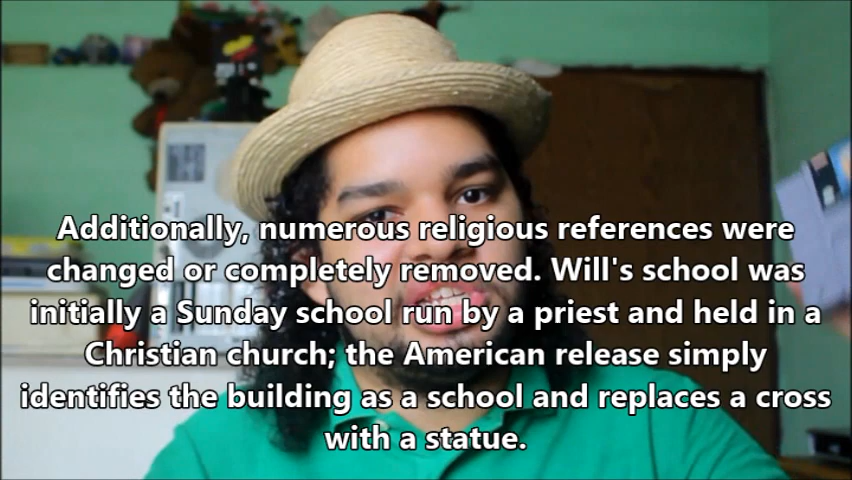 Additionally, numerous religious references were
changed or completely removed. Will's school was
initially a Sunday school run by a priest and held in a
Christian church; the American release simply
identifies the building as a school and replaces a cross
with a statue.